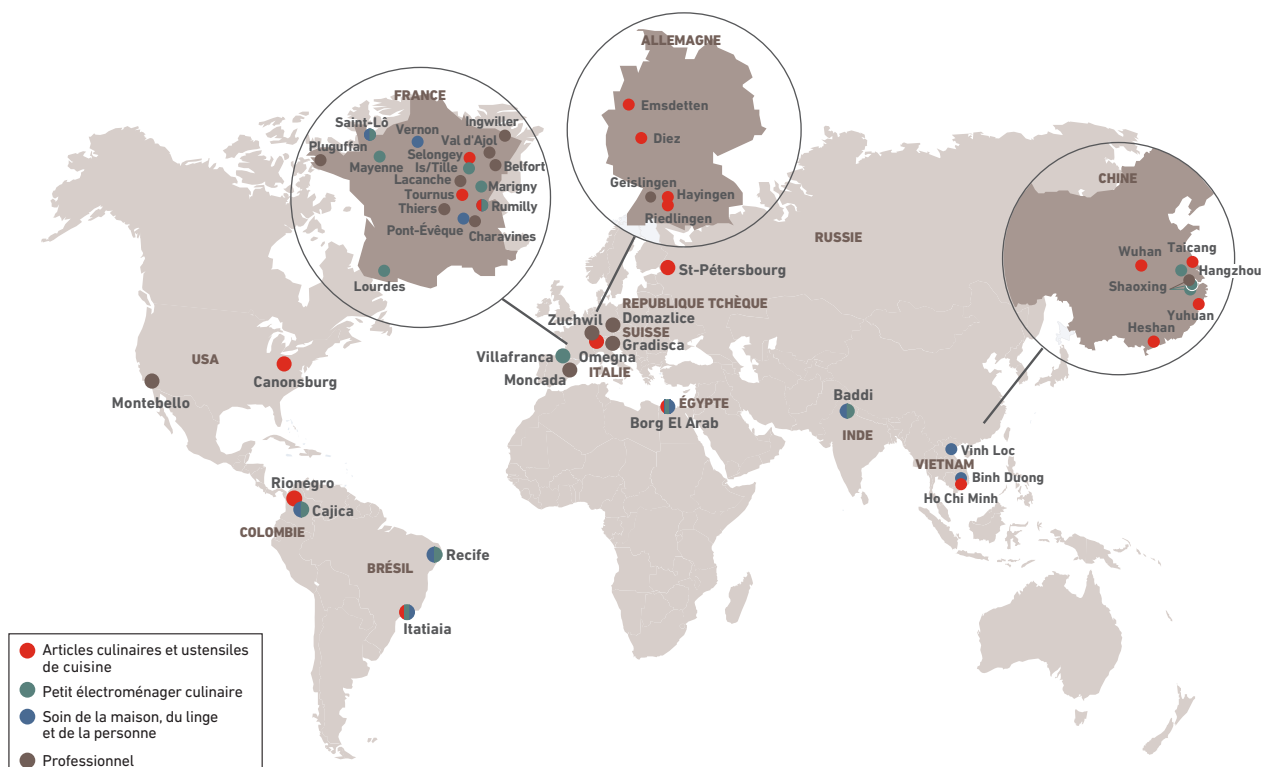 ALLEMAGNE
Emsdetten
Diez
Geislingen
Hayingen
Riedlingen
FRANCE
Saint-Lô
Vernon
Ingwiller
Pluguffan
Val d'Ajol
Mayenne
Selongey
Is/Tille
Belfort
Lacanche
Marigny
Tournus
Thiers
Rumilly
Pont-Évêque
Charavines
Lourdes
CHINE
Wuhan
Taicang
Hangzhou
Shaoxing
Yuhuan
Heshan
RUSSIE
St-Pétersbourg
REPUBLIQUE TCHÈQUE
Zuchwil
Domazlice
SUISSE
Gradisca
Villafranca
Omegna
ITALIE
Moncada
USA
Canonsburg
Montebello
ÉGYPTE
Borg El Arab
Baddi
INDE
Vinh Loc
VIETNAM
Binh Duong
Ho Chi Minh
Rionegro
Cajica
COLOMBIE
Recife
BRÉSIL
Itatiaia
Articles culinaires et ustensiles
de cuisine
Petit électroménager culinaire
Soin de la maison, du linge
et de la personne
Professionnel